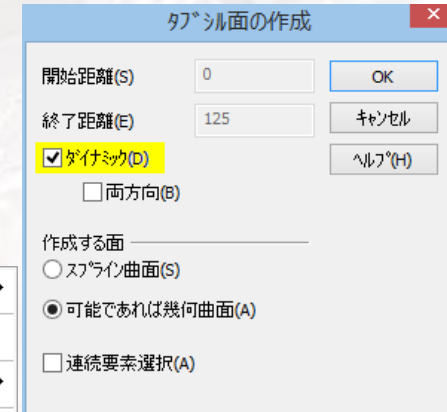 タブシル面の作成
開始距離(S) 0 OK
終了距離(E) 125 キャンセル
ダイナミック(D) ヘルプ(H)
両方向(B)
作成する面
スプライン曲面(S)
可能であれば幾何曲面(A)
連続要素選択(A)